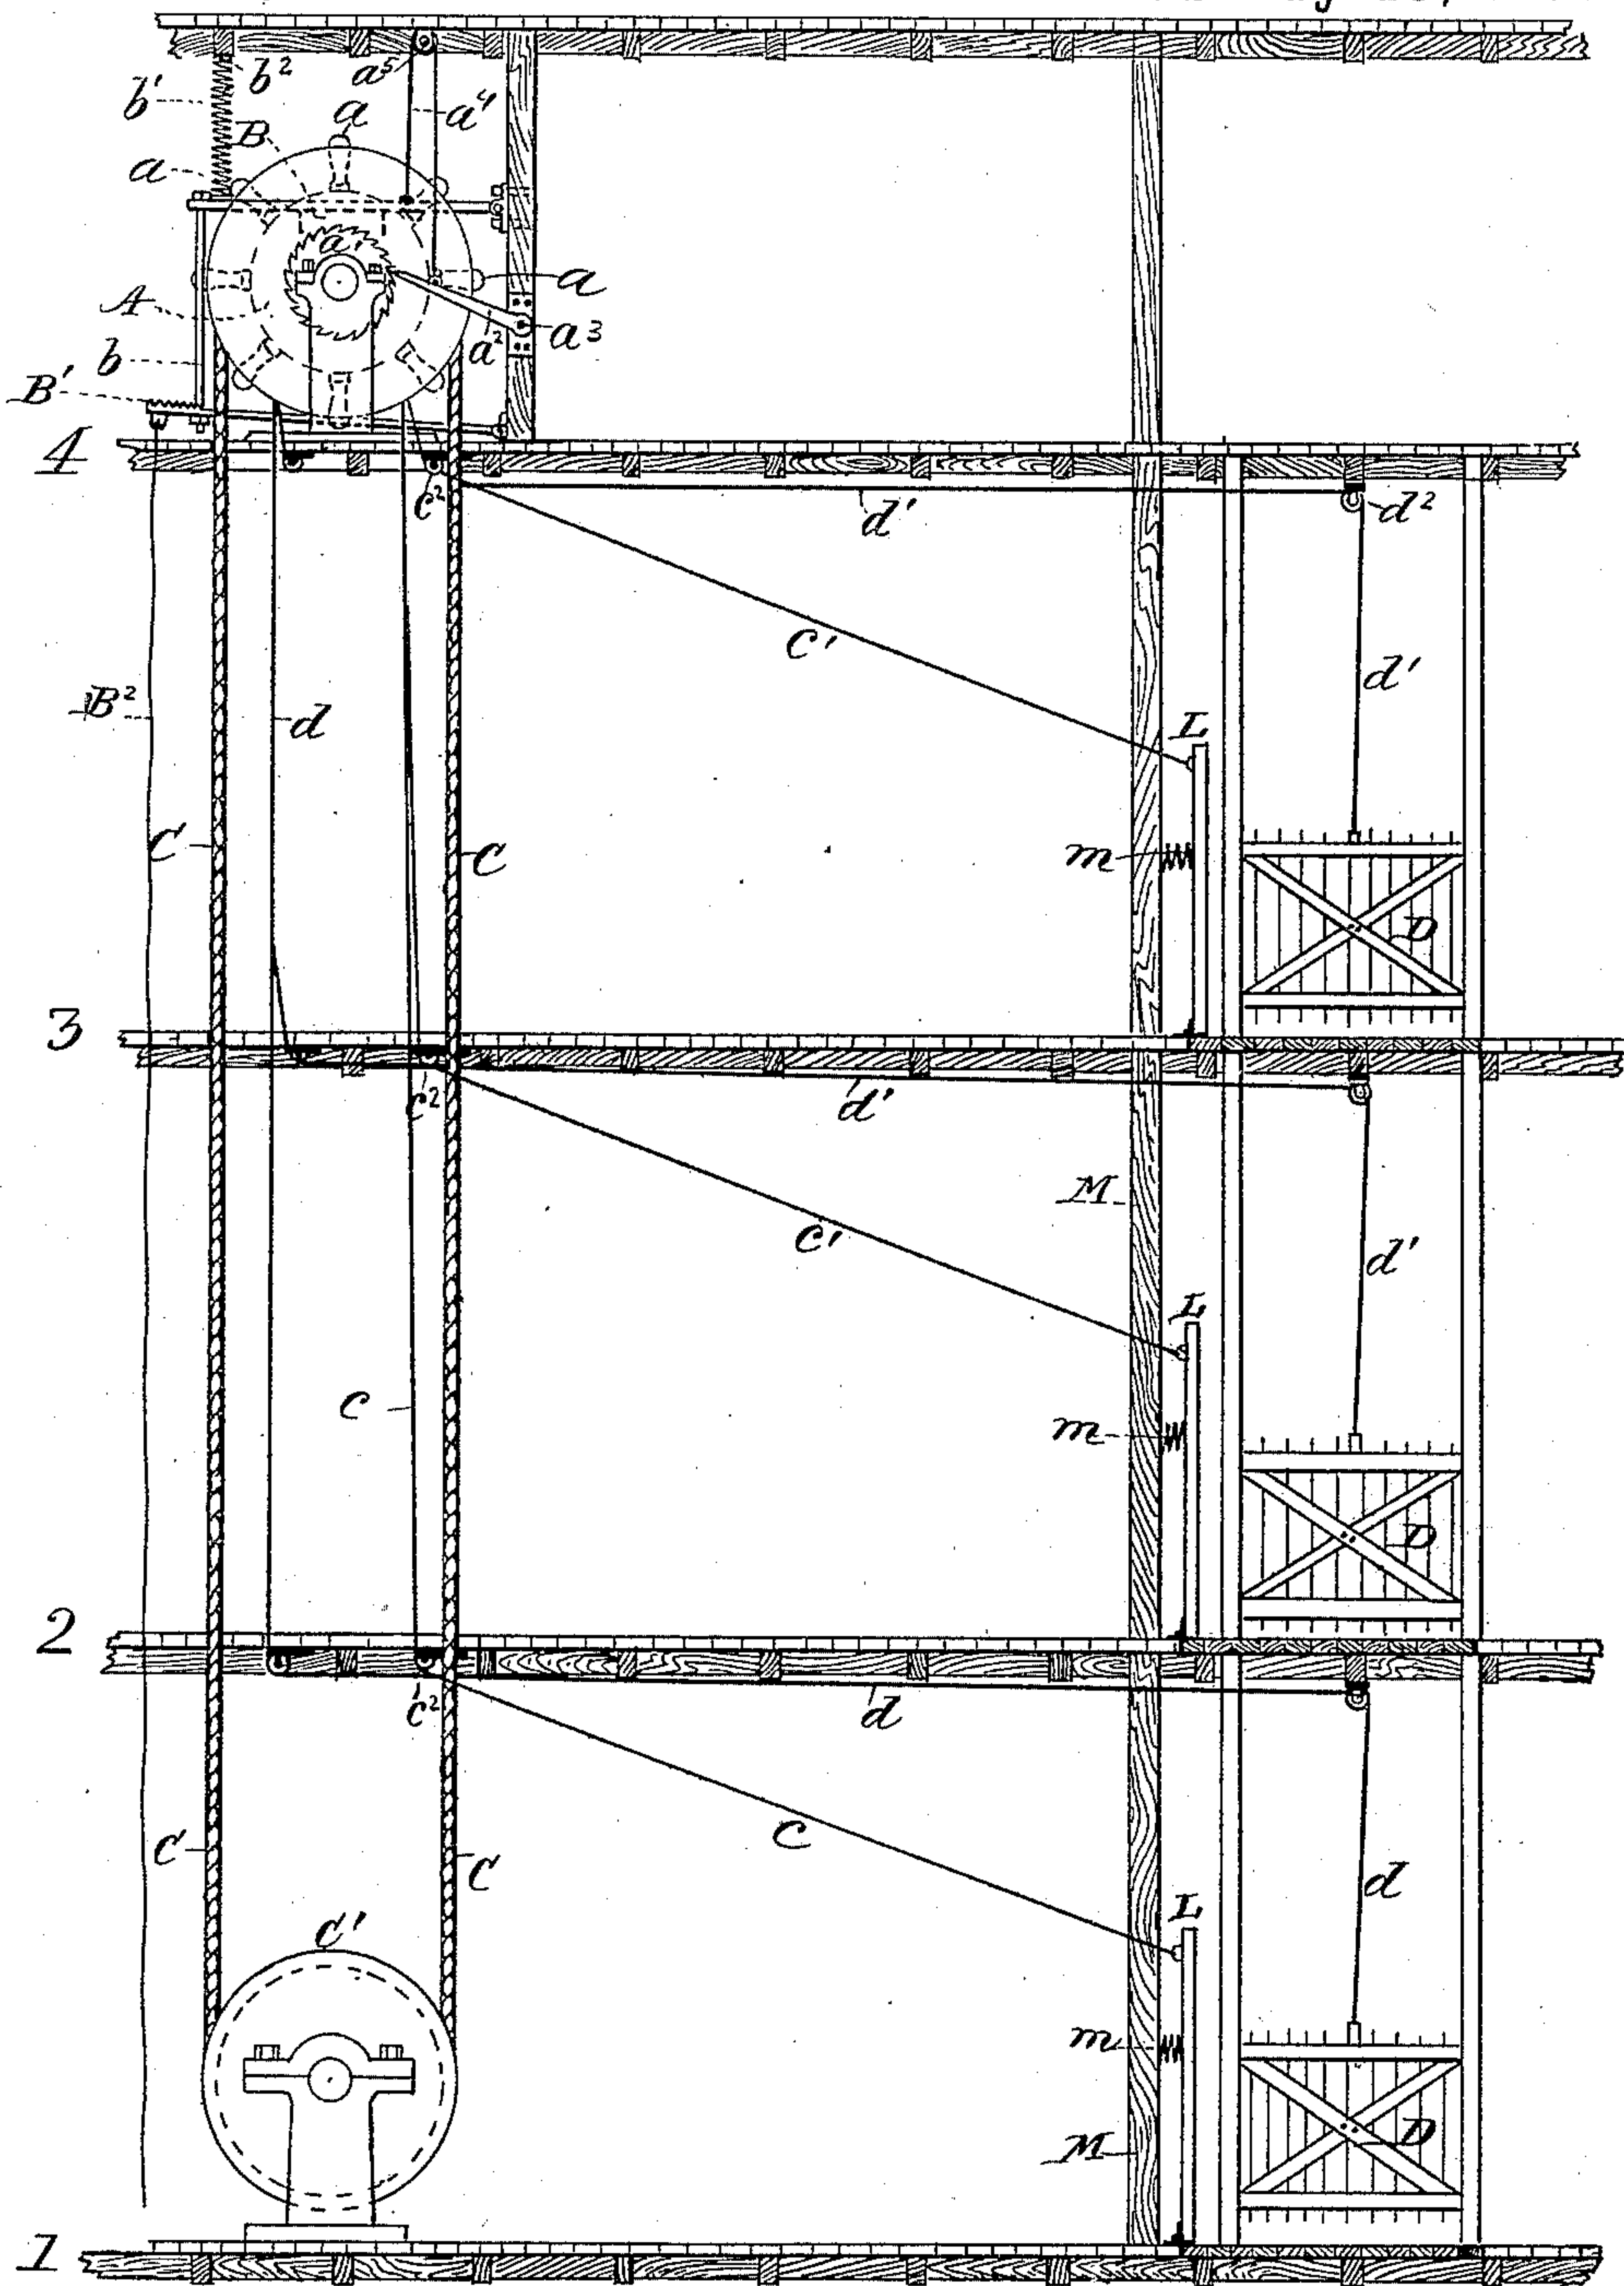 b' b² a⁵
a a⁴
B
a
a'
a
A
a² a³
b
B'
4
c² d' d²
C' d'
B² d
L
C C
m
D
3
c² d'
M
C' d'
L
C
m
D
2
c² d
C
C C d
L
C'
m
D
M
1